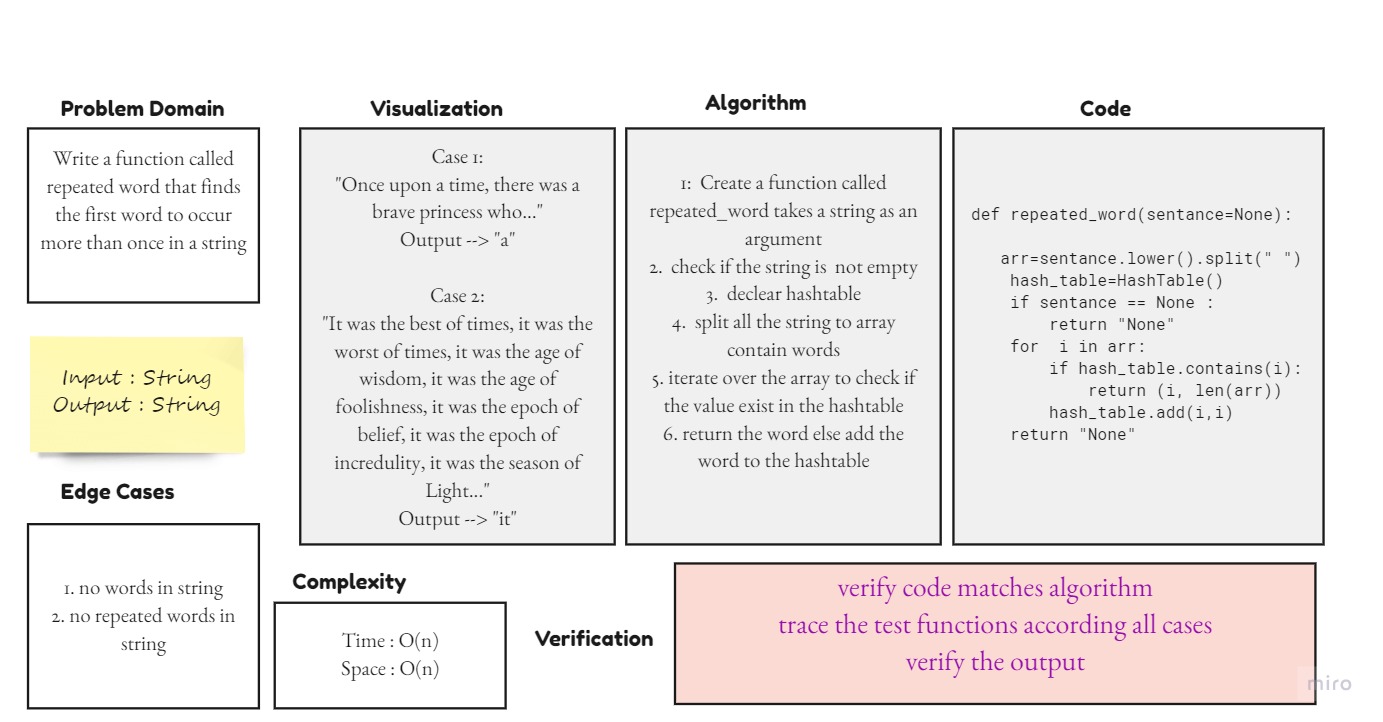 Problem Domain
Write a function called
repeated word that finds
the first word to occur
more than once in a string
Input : String
Output : String
Edge Cases
1. no words in string
2. no repeated words in
string
Visualization
Case 1:
"Once upon a time, there was a
brave princess who..."
Output --> "a"
Case 2:
"It was the best of times, it was the
worst of times, it was the age of
wisdom, it was the age of
foolishness, it was the epoch of
belief, it was the epoch of
incredulity, it was the season of
Light..."
Output --> "it"
Algorithm
1:  Create a function called
repeated_word takes a string as an
argument
2.  check if the string is  not empty
3.  declear hashtable
4.  split all the string to array
contain words
5. iterate over the array to check if
the value exist in the hashtable
6. return the word else add the
word to the hashtable
Code
def repeated_word(sentance=None):
arr=sentance.lower().split(" ")
hash_table=HashTable()
if sentance == None :
return "None"
for  i in arr:
if hash_table.contains(i):
return (i, len(arr))
hash_table.add(i,i)
return "None"
Complexity
Time : O(n)
Space : O(n)
Verification
verify code matches algorithm
trace the test functions according all cases
verify the output
miro